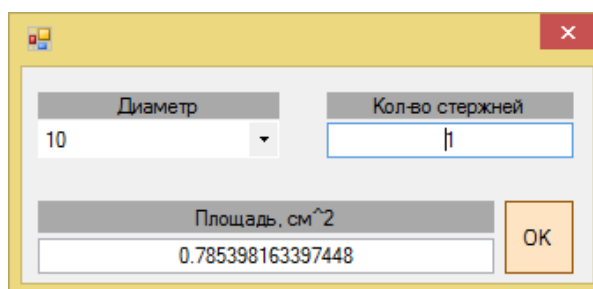 Диаметр
Кол-во стержней
10
1
Площадь, см^2
0.785398163397448
OK